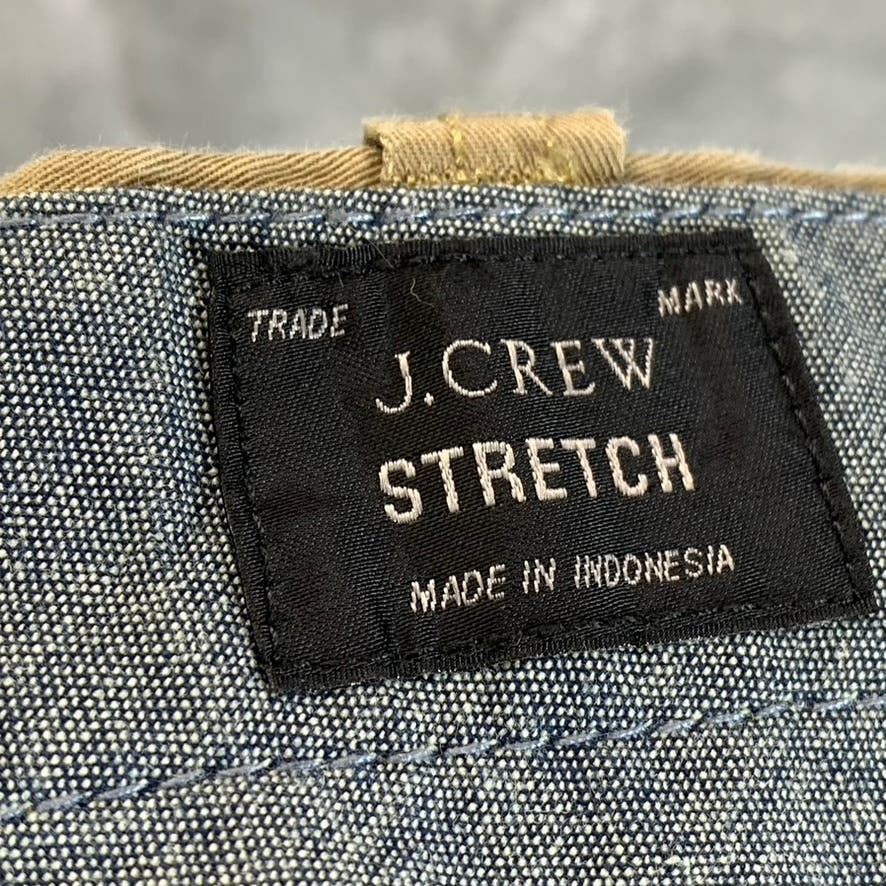 TRADE MARK
J.CREW
STRETCH
MADE IN INDONESIA